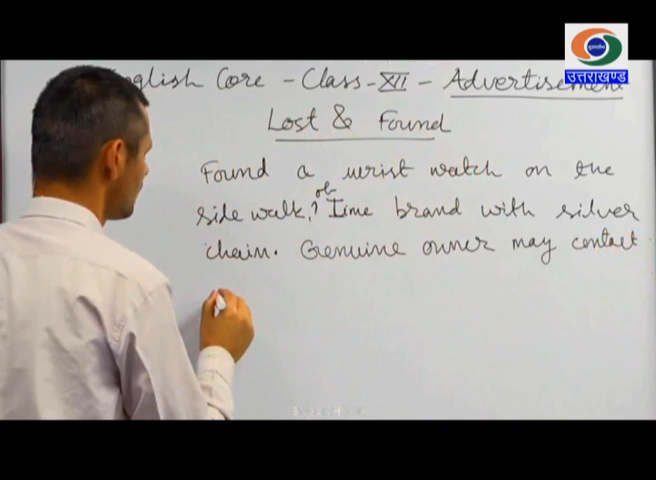 उत्तराखण्ड
English Core - Class - XII - Advertisement
Lost & Found
Found a wrist watch on the
side walk, of Time brand with silver
chain. Genuine owner may contact